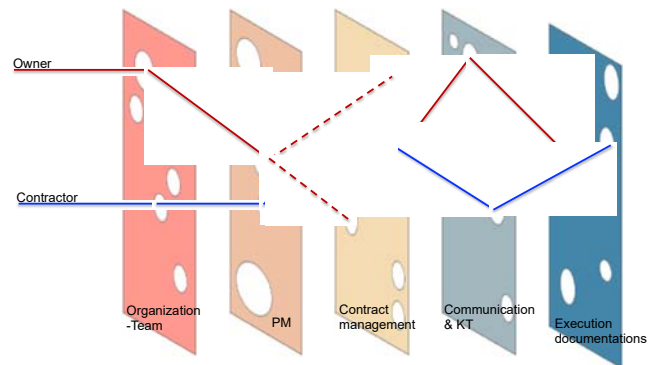 Owner
Contractor
Organization
-Team
PM
Contract
management
Communication
& KT
Execution
documentations